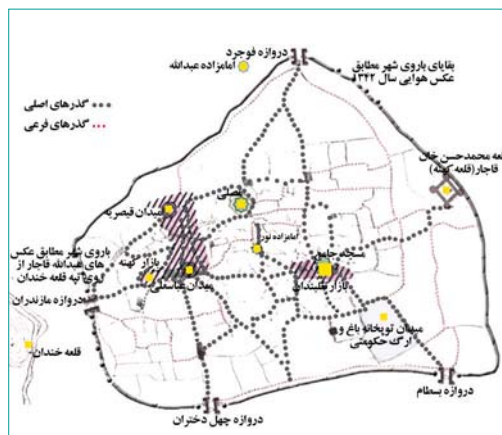 دروازه فوجرد
امامزاده عبدالله
بقایای باروی شهر مطابق
عکس هوایی سال ۱۳۴۲
گذرهای اصلی
گذرهای فرعی
قلعه محمدحسن خان
قاجار(قلعه کهنه)
مصلی
میدان قیصریه
امامزاده نور
مسجد جامع
باروی شهر مطابق عکس
های عبدالله قاجار از
روی تپه قلعه خندان
بازار کهنه
میدان عباسعلی
بازار نعلبندان
دروازه مازندران
میدان توپخانه باغ و
ارگ حکومتی
قلعه خندان
دروازه بسطام
دروازه چهل دختران